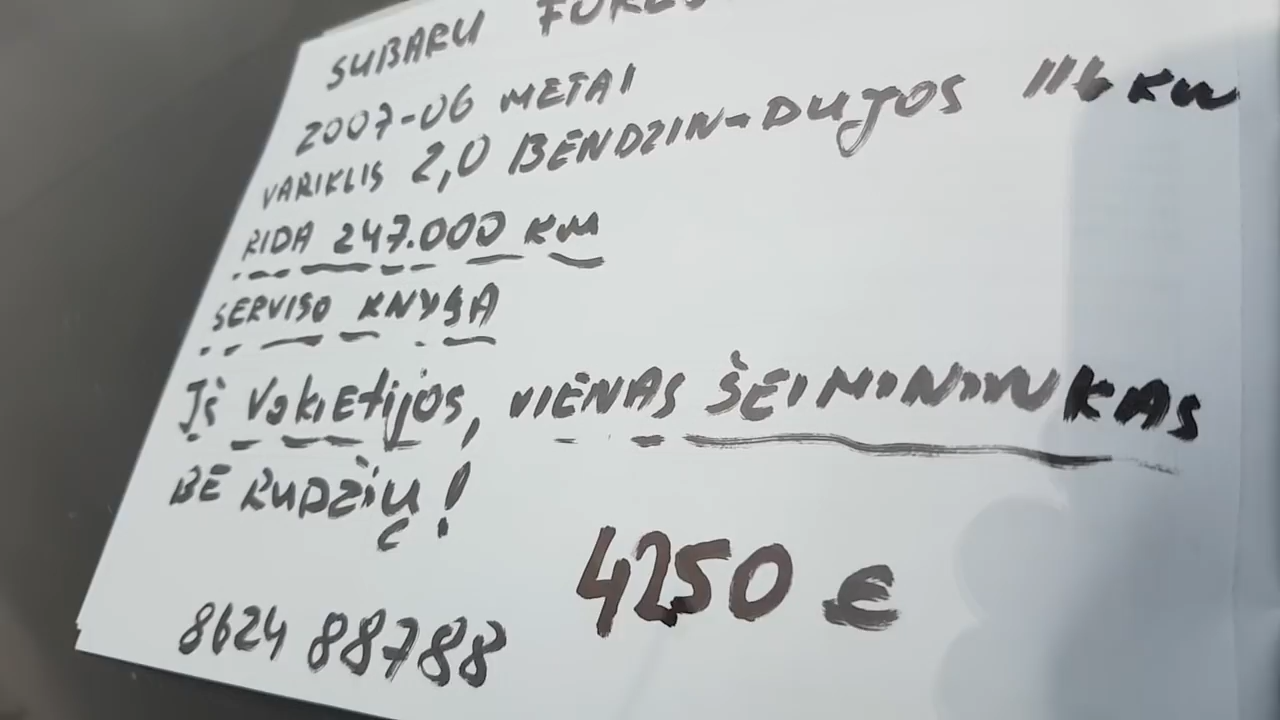 SUBARU FORES
2007-06 METAI
VARIKLIS 2,0 BENDZIN-DUJOS 116 KW
RIDA 247.000 KM
SERVISO KNYGA
IŠ VOKIETIJOS, VIENAS ŠEIMININKAS
BE RUDŽIŲ!
4250 €
8624 88788